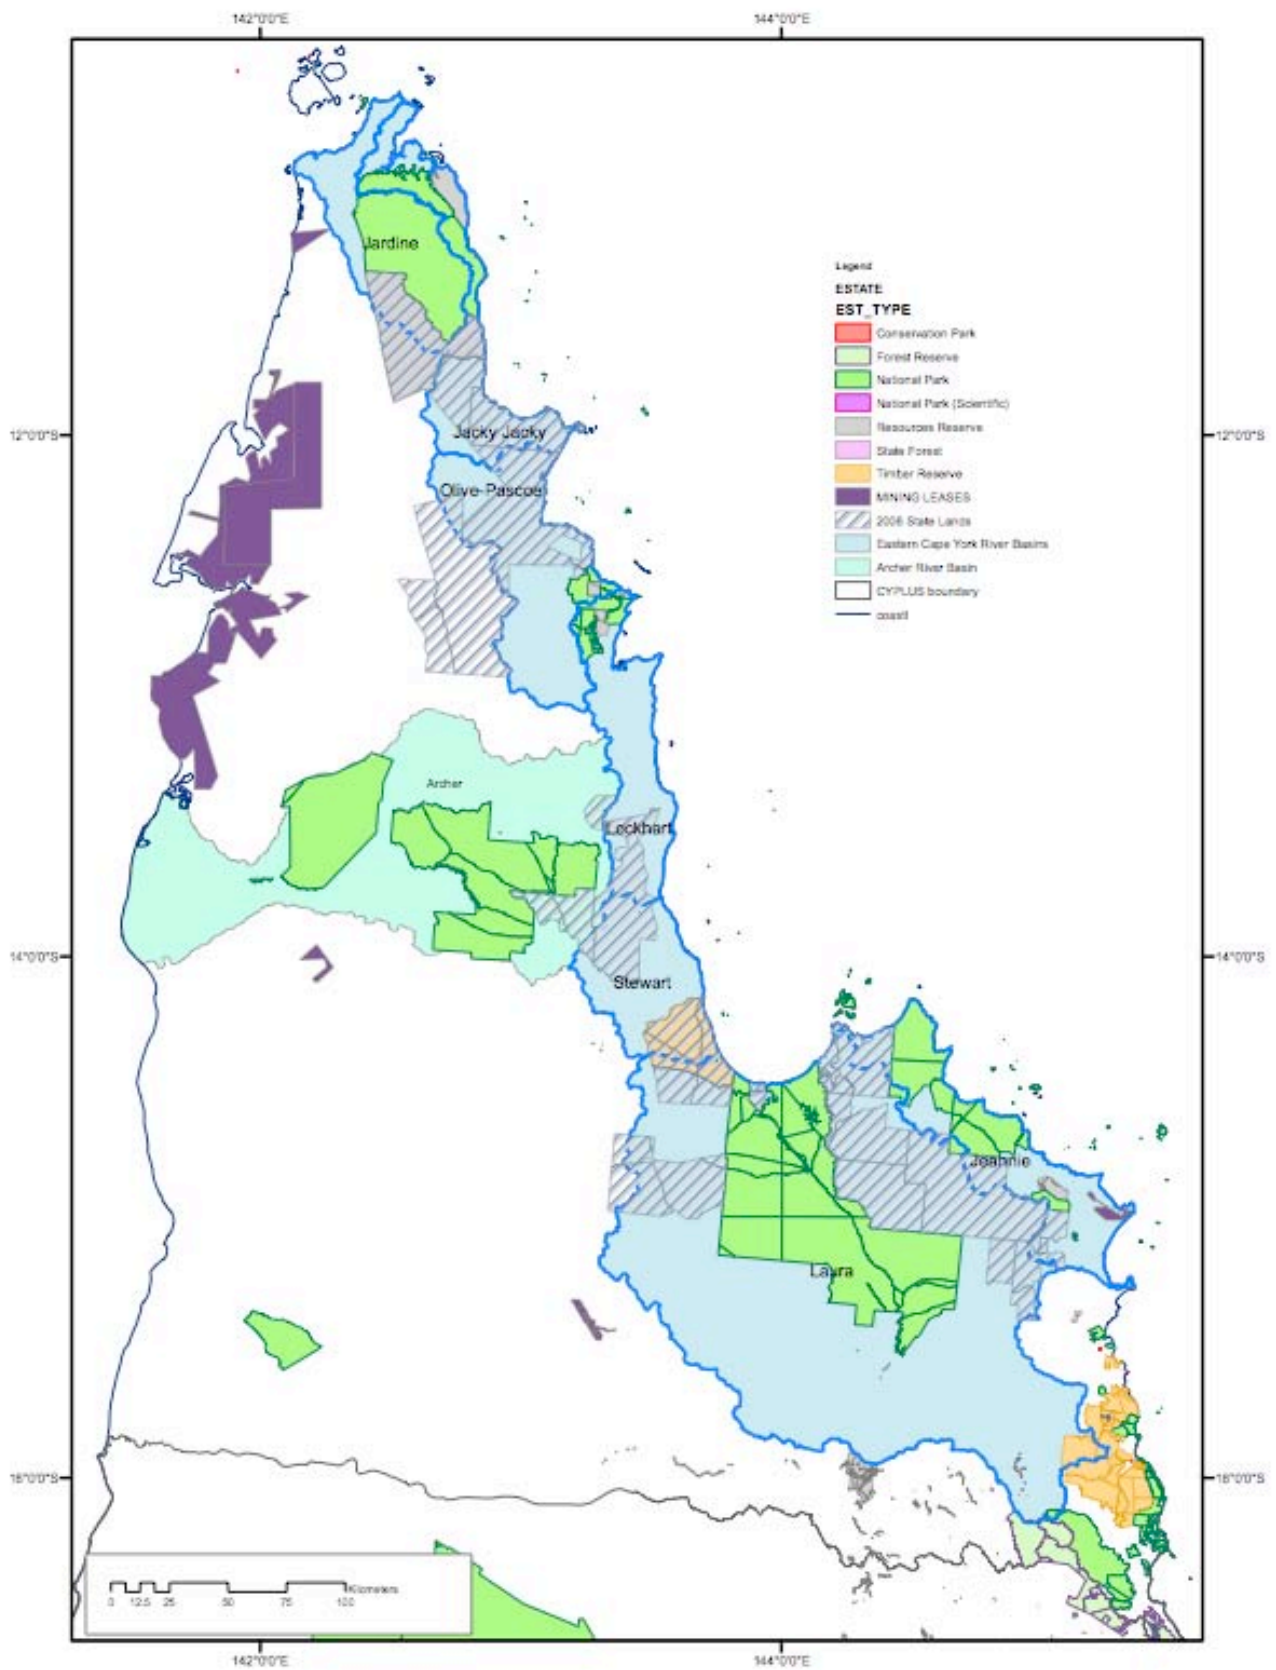 142°0'0"E 144°0'0"E
Jardine
Legend
ESTATE
EST_TYPE
Conservation Park
Forest Reserve
National Park
National Park (Scientific)
Resources Reserve
State Forest
Timber Reserve
MINING LEASES
2006 State Lands
Eastern Cape York River Basins
Archer River Basin
CYPLUS boundary
coastl
12°0'0"S 12°0'0"S
Jacky Jacky
Olive-Pascoe
Archer
Lockhart
14°0'0"S 14°0'0"S
Stewart
Jeannie
Laura
16°0'0"S 16°0'0"S
Kilometers
0 12.5 25 50 75 100
142°0'0"E 144°0'0"E